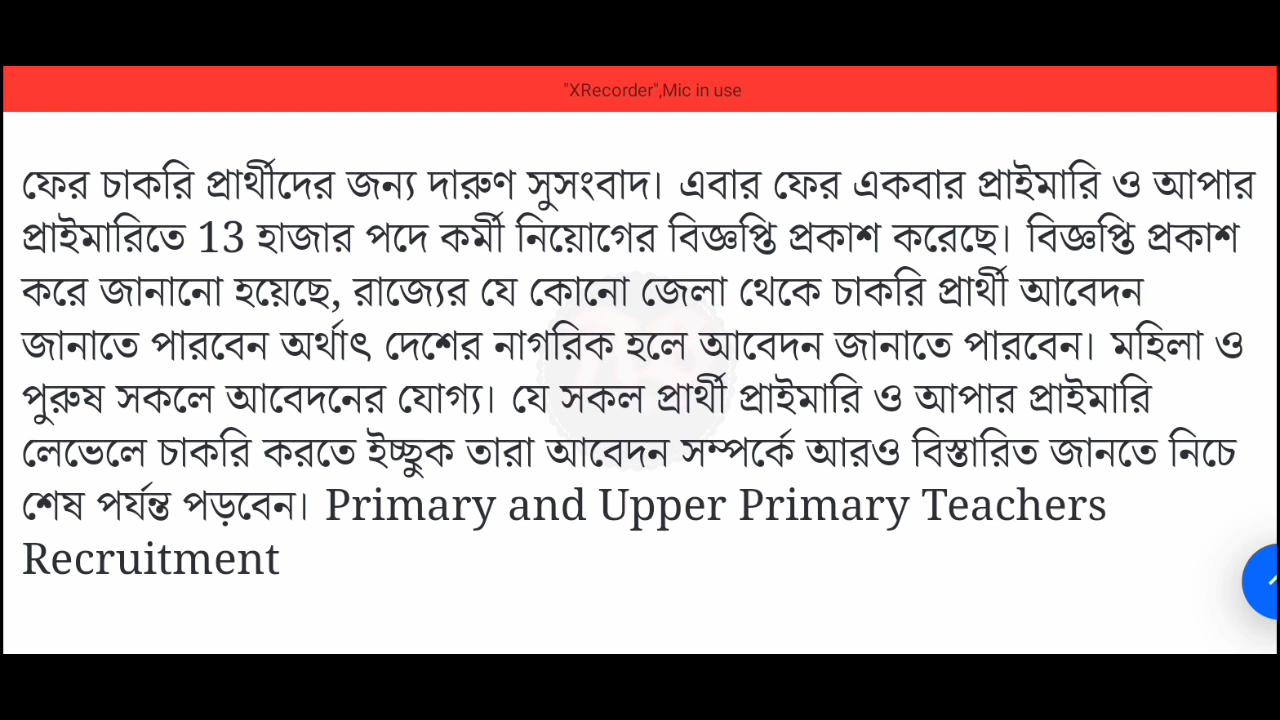 "XRecorder",Mic in use
ফের চাকরি প্রার্থীদের জন্য দারুণ সুসংবাদ। এবার ফের একবার প্রাইমারি ও আপার
প্রাইমারিতে 13 হাজার পদে কর্মী নিয়োগের বিজ্ঞপ্তি প্রকাশ করেছে। বিজ্ঞপ্তি প্রকাশ
করে জানানো হয়েছে, রাজ্যের যে কোনো জেলা থেকে চাকরি প্রার্থী আবেদন
জানাতে পারবেন অর্থাৎ দেশের নাগরিক হলে আবেদন জানাতে পারবেন। মহিলা ও
পুরুষ সকলে আবেদনের যোগ্য। যে সকল প্রার্থী প্রাইমারি ও আপার প্রাইমারি
লেভেলে চাকরি করতে ইচ্ছুক তারা আবেদন সম্পর্কে আরও বিস্তারিত জানতে নিচে
শেষ পর্যন্ত পড়বেন। Primary and Upper Primary Teachers
Recruitment